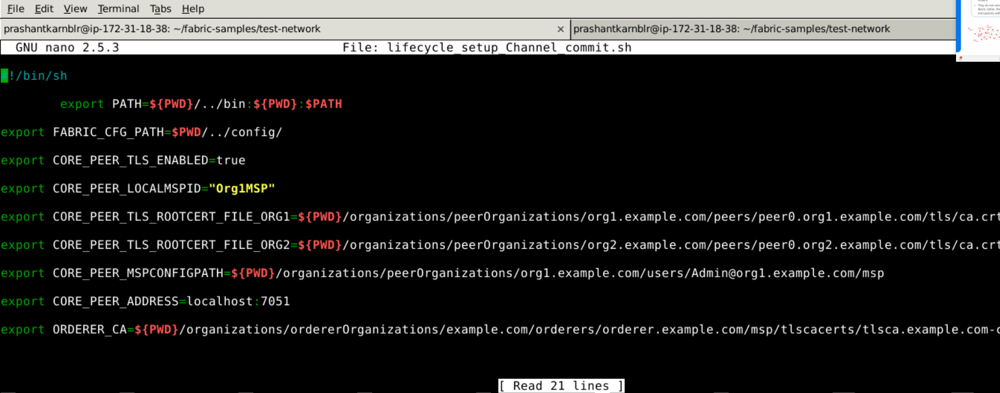 File Edit View Terminal Tabs Help
prashantkarnblr@ip-172-31-18-38: ~/fabric-samples/test-network × prashantkarnblr@ip-172-31-18-38: ~/fabric-samples/test-network
GNU nano 2.5.3 File: lifecycle_setup_Channel_commit.sh
#!/bin/sh
export PATH=${PWD}/../bin:${PWD}:$PATH
export FABRIC_CFG_PATH=$PWD/../config/
export CORE_PEER_TLS_ENABLED=true
export CORE_PEER_LOCALMSPID="Org1MSP"
export CORE_PEER_TLS_ROOTCERT_FILE_ORG1=${PWD}/organizations/peerOrganizations/org1.example.com/peers/peer0.org1.example.com/tls/ca.crt
export CORE_PEER_TLS_ROOTCERT_FILE_ORG2=${PWD}/organizations/peerOrganizations/org2.example.com/peers/peer0.org2.example.com/tls/ca.crt
export CORE_PEER_MSPCONFIGPATH=${PWD}/organizations/peerOrganizations/org1.example.com/users/Admin@org1.example.com/msp
export CORE_PEER_ADDRESS=localhost:7051
export ORDERER_CA=${PWD}/organizations/ordererOrganizations/example.com/orderers/orderer.example.com/msp/tlscacerts/tlsca.example.com-c
[ Read 21 lines ]